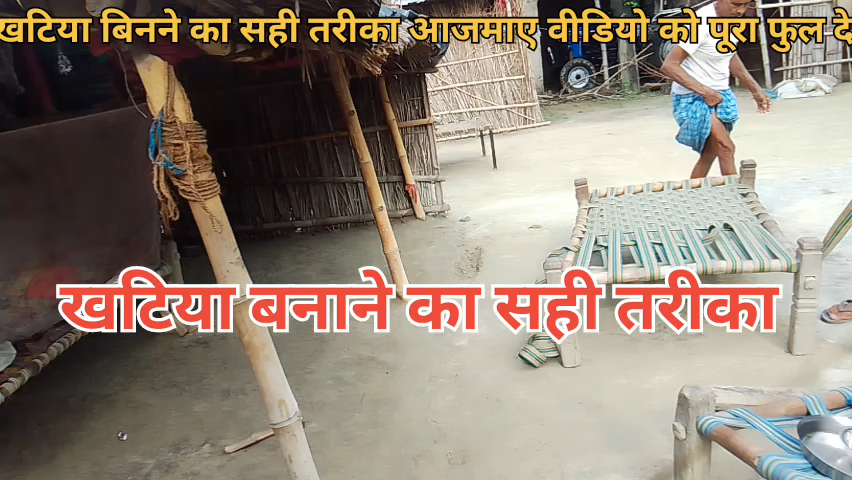 खटिया बिनने का सही तरीका आजमाए वीडियो को पूरा फुल दे
खटिया बनाने का सही तरीका